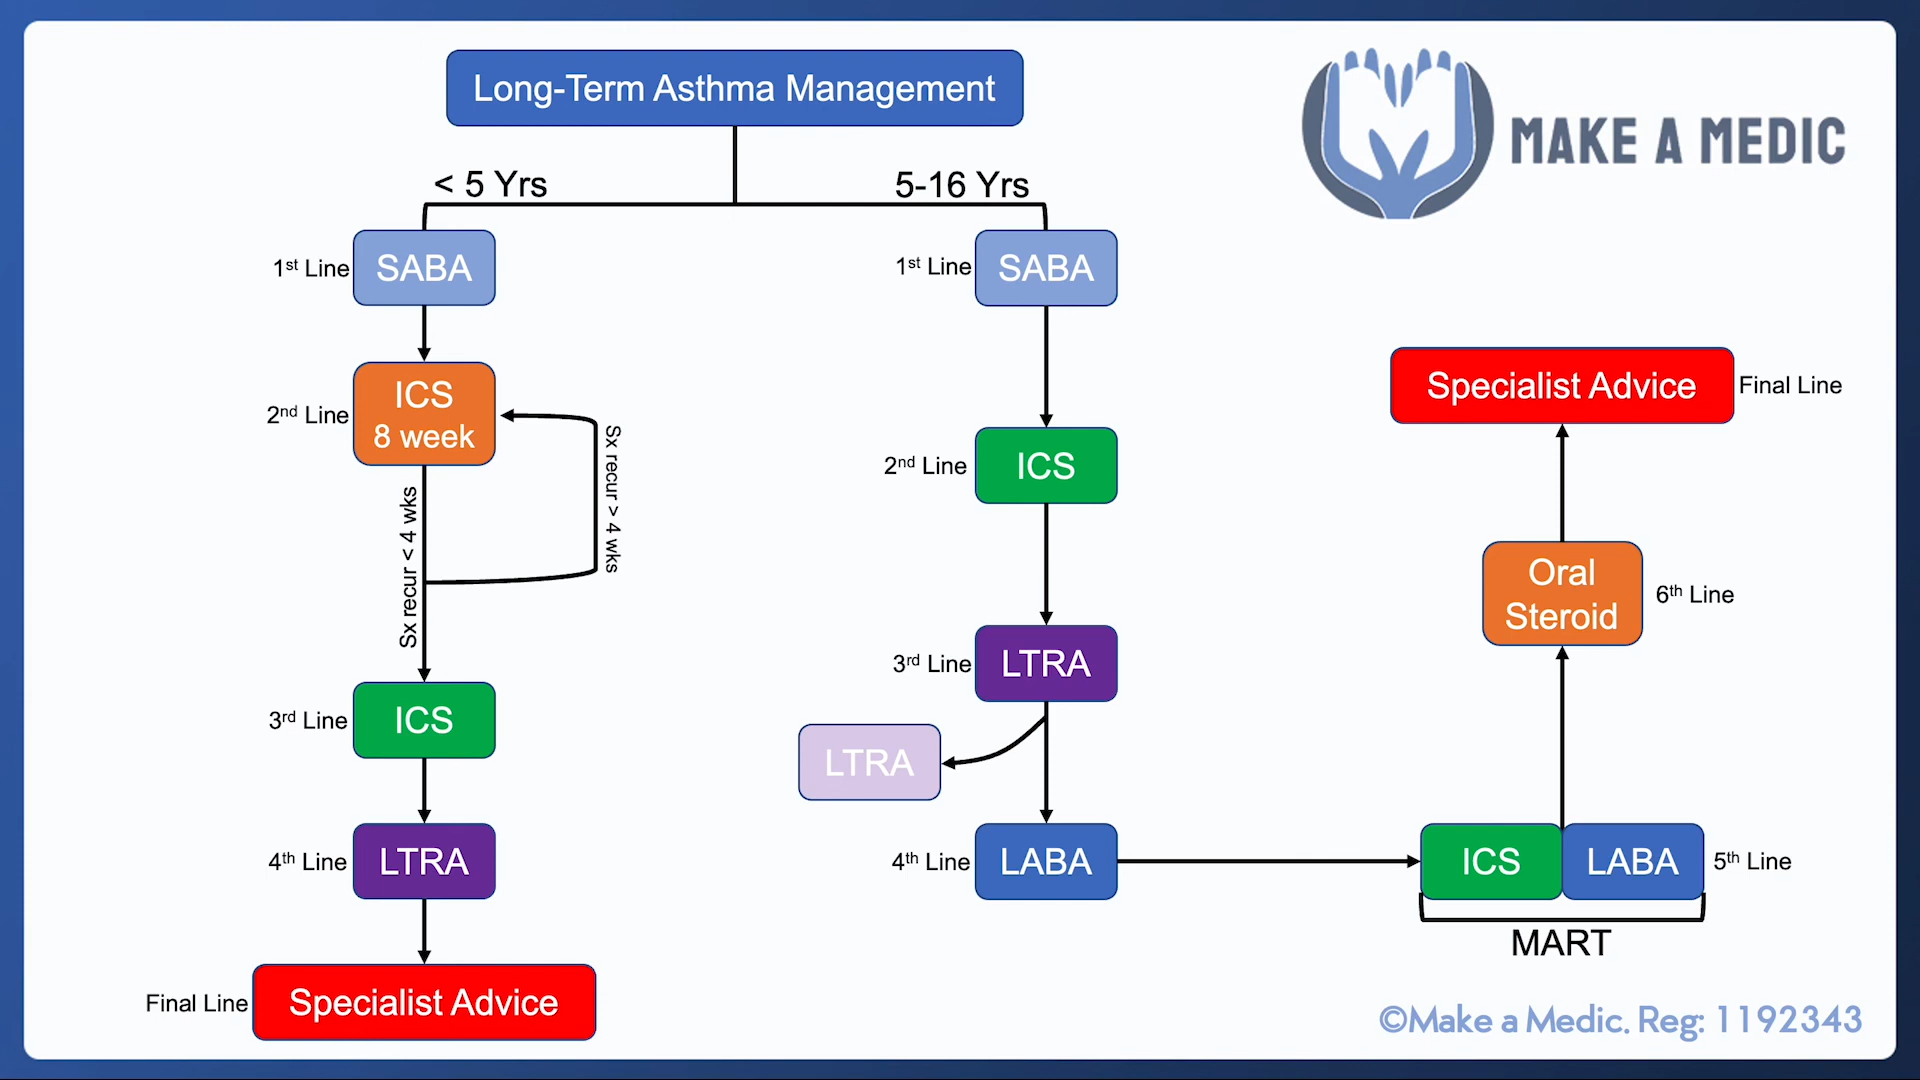 Long-Term Asthma Management
MAKE A MEDIC
< 5 Yrs
1st Line
SABA
2nd Line
ICS
8 week
Sx recur < 4 wks
Sx recur > 4 wks
3rd Line
ICS
4th Line
LTRA
Final Line
Specialist Advice
5-16 Yrs
1st Line
SABA
2nd Line
ICS
3rd Line
LTRA
LTRA
4th Line
LABA
ICS
LABA
5th Line
MART
Oral
Steroid
6th Line
Specialist Advice
Final Line
©Make a Medic. Reg: 1192343